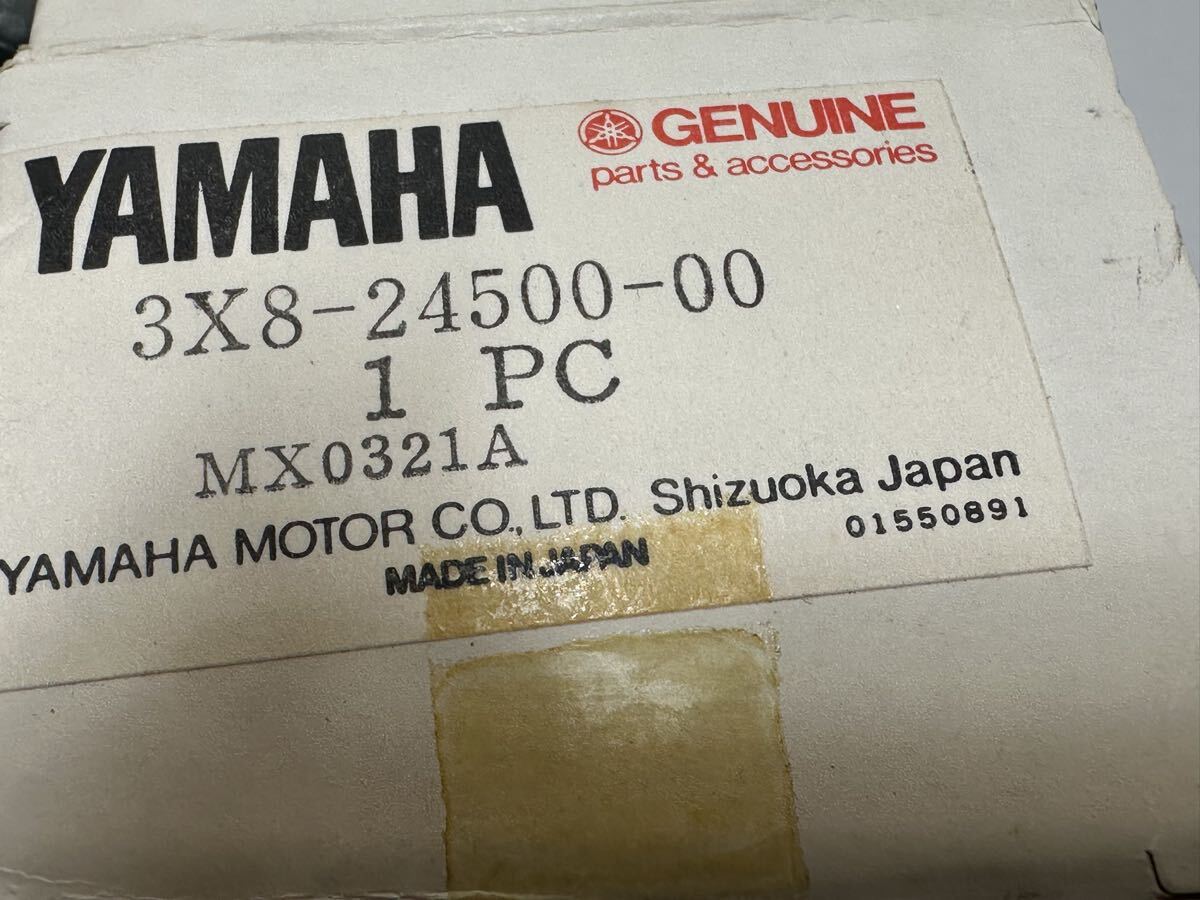 YAMAHA
GENUINE
parts & accessories
3X8-24500-00
1 PC
MX0321A
YAMAHA MOTOR CO., LTD. Shizuoka Japan
MADE IN JAPAN
01550891